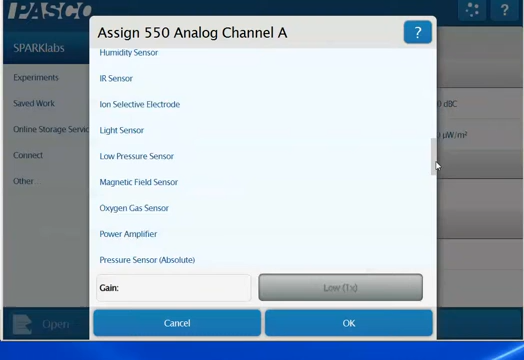 PASCO
Assign 550 Analog Channel A
?
?
SPARKlabs
Experiments
Saved Work
Online Storage Servic
Connect
Other
Humidity Sensor
IR Sensor
Ion Selective Electrode
Light Sensor
Low Pressure Sensor
Magnetic Field Sensor
Oxygen Gas Sensor
Power Amplifier
Pressure Sensor (Absolute)
0 dBC
0 µW/m²
Gain:
Low (1x)
Open
Cancel
OK